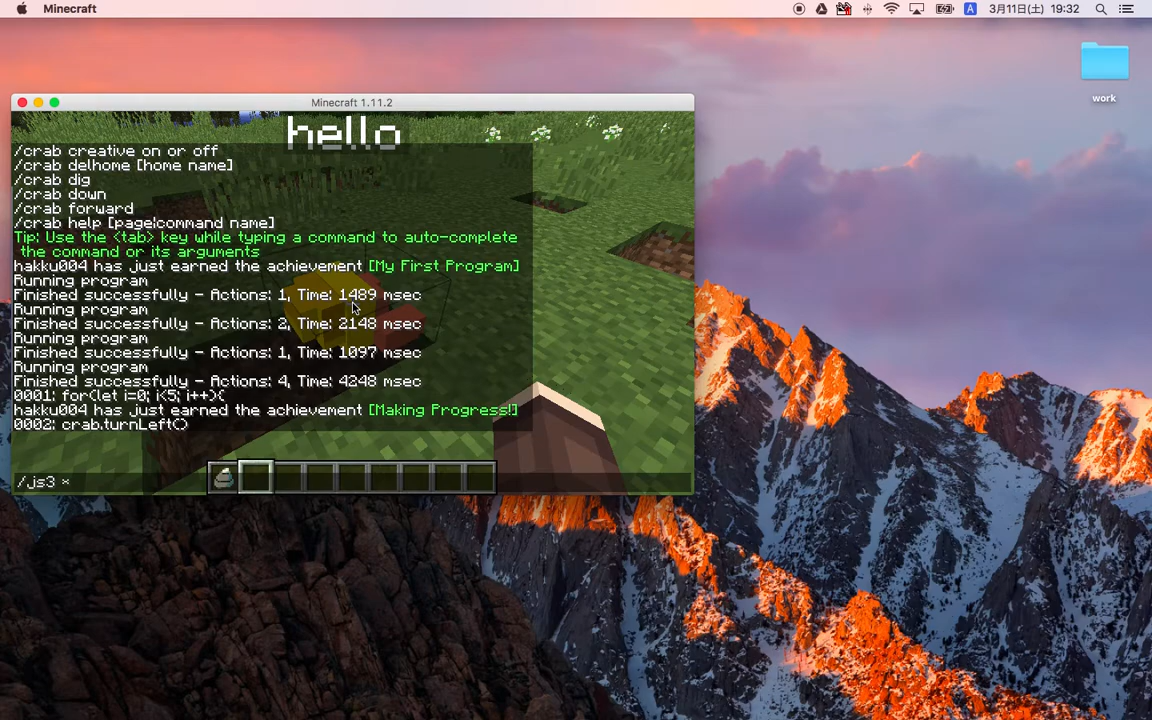 Minecraft
A
3月11日(土) 19:32
work
Minecraft 1.11.2
hello
/crab creative on or off
/crab delhome [home name]
/crab dig
/crab down
/crab forward
/crab help [page|command name]
Tip: Use the <tab> key while typing a command to auto-complete
the command or its arguments
hakku004 has just earned the achievement [My First Program]
Running program
Finished successfully - Actions: 1, Time: 1489 msec
Running program
Finished successfully - Actions: 2, Time: 2148 msec
Running program
Finished successfully - Actions: 1, Time: 1097 msec
Running program
Finished successfully - Actions: 4, Time: 4248 msec
0001: for(let i=0; i<5; i++){
hakku004 has just earned the achievement [Making Progress!]
0002: crab.turnLeft()
/js3 *